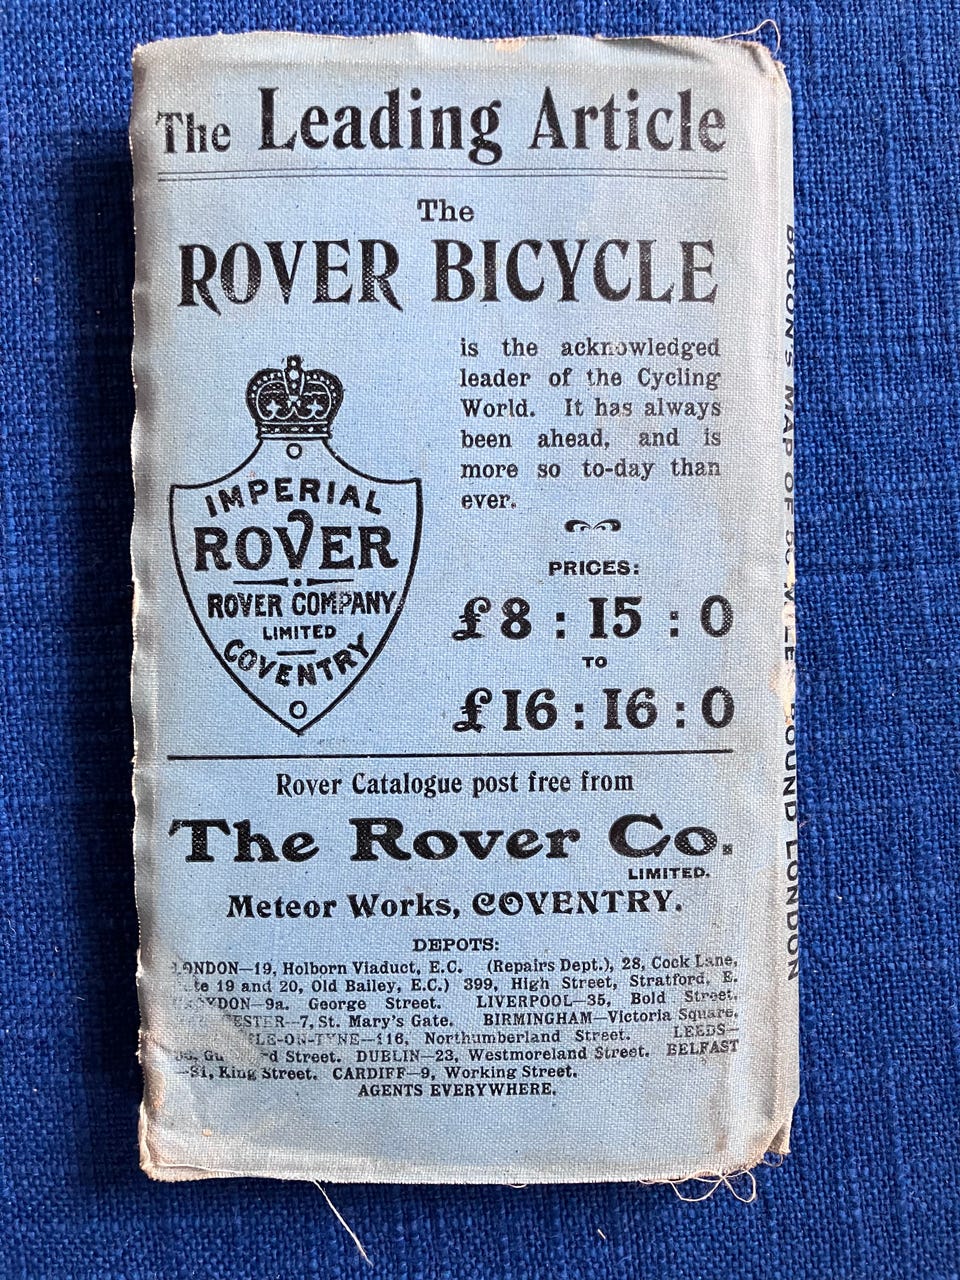 The Leading Article
The
ROVER BICYCLE
is the acknowledged
leader of the Cycling
World. It has always
been ahead, and is
more so to-day than
ever.
IMPERIAL
ROVER
ROVER COMPANY
LIMITED
COVENTRY
PRICES:
£8 : 15 : 0
TO
£16 : 16 : 0
Rover Catalogue post free from
The Rover Co.
LIMITED.
Meteor Works, COVENTRY.
DEPOTS:
LONDON—19, Holborn Viaduct, E.C. (Repairs Dept.), 28, Cock Lane,
19 and 20, Old Bailey, E.C.) 399, High Street, Stratford, E.
9a. George Street. LIVERPOOL—35, Bold Street.
7, St. Mary's Gate. BIRMINGHAM—Victoria Square.
116, Northumberland Street. LEEDS—
Street. DUBLIN—23, Westmoreland Street. BELFAST
King Street. CARDIFF—9, Working Street.
AGENTS EVERYWHERE.
BACON'S MAP OF MILE ROUND LONDON